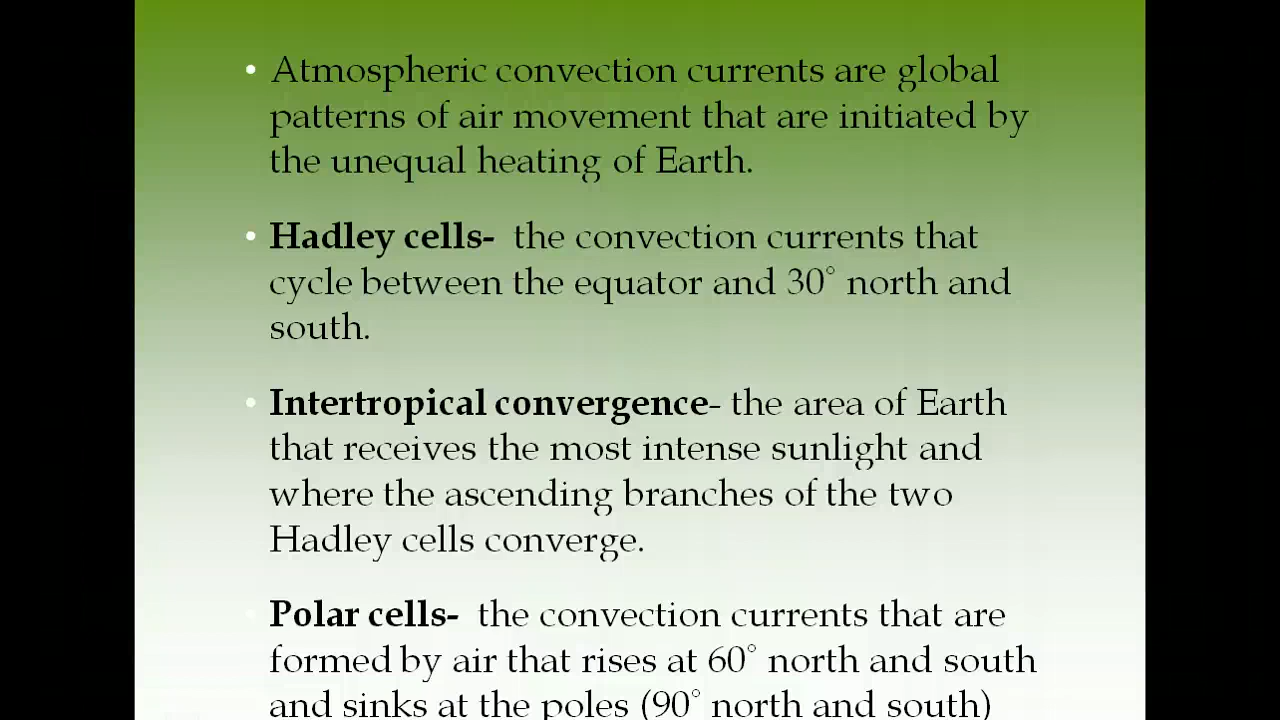 • Atmospheric convection currents are global
patterns of air movement that are initiated by
the unequal heating of Earth.
• Hadley cells-  the convection currents that
cycle between the equator and 30˚ north and
south.
• Intertropical convergence- the area of Earth
that receives the most intense sunlight and
where the ascending branches of the two
Hadley cells converge.
• Polar cells-  the convection currents that are
formed by air that rises at 60˚ north and south
and sinks at the poles (90˚ north and south)